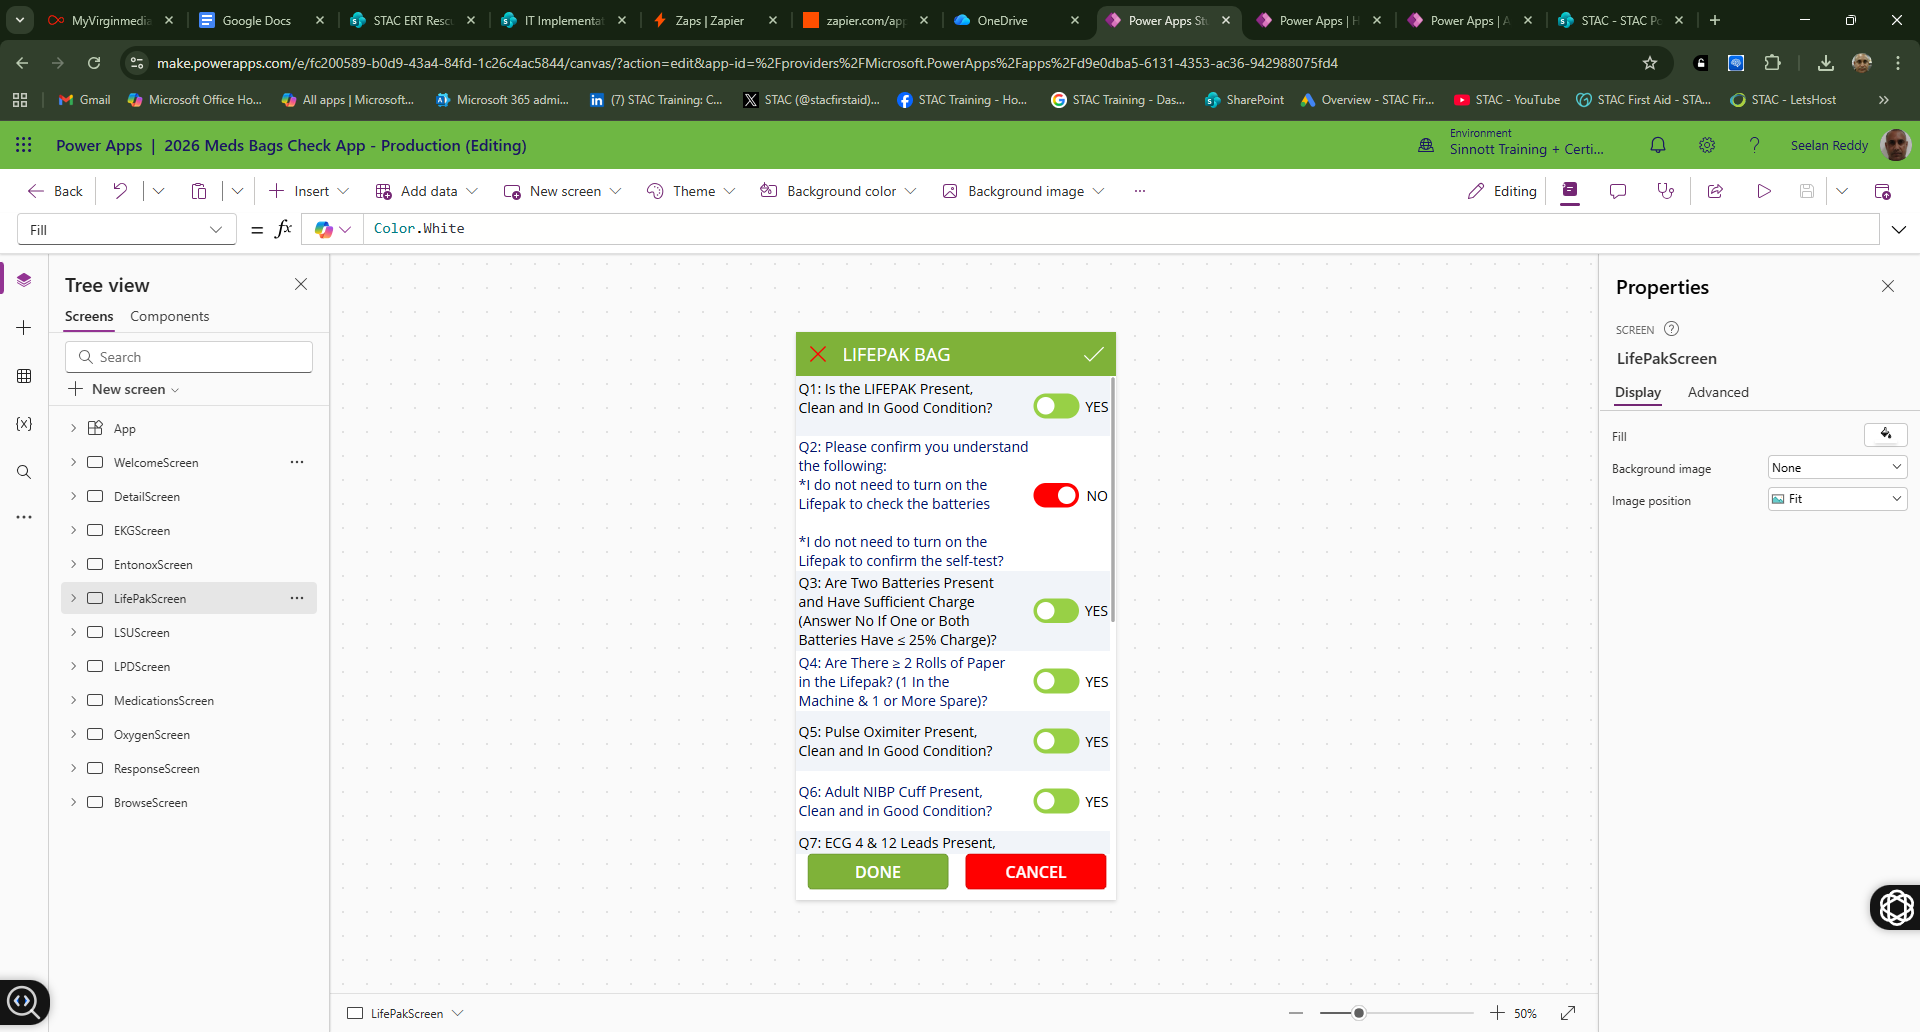 MyVirginmedia
Google Docs
STAC ERT Rescu
IT Implementat
Zaps | Zapier
zapier.com/app
OneDrive
Power Apps Stu
Power Apps | H
Power Apps | A
STAC - STAC Po
make.powerapps.com/e/fc200589-b0d9-43a4-84fd-1c26c4ac5844/canvas/?action=edit&app-id=%2Fproviders%2FMicrosoft.PowerApps%2Fapps%2Fd9e0dba5-6131-4353-ac36-942988075fd4
Gmail
Microsoft Office Ho...
All apps | Microsoft...
Microsoft 365 admi...
(7) STAC Training: C...
STAC (@stacfirstaid)...
STAC Training - Ho...
STAC Training - Das...
SharePoint
Overview - STAC Fir...
STAC - YouTube
STAC First Aid - STA...
STAC - LetsHost
Power Apps | 2026 Meds Bags Check App - Production (Editing)
Environment
Sinnott Training + Certi...
Seelan Reddy
Back
Insert
Add data
New screen
Theme
Background color
Background image
Editing
Fill
= fx
Color.White
Tree view
Screens
Components
Search
New screen
App
WelcomeScreen
DetailScreen
EKGScreen
EntonoxScreen
LifePakScreen
LSUScreen
LPDScreen
MedicationsScreen
OxygenScreen
ResponseScreen
BrowseScreen
LIFEPAK BAG
Q1: Is the LIFEPAK Present,
Clean and In Good Condition?
YES
Q2: Please confirm you understand
the following:
*I do not need to turn on the
Lifepak to check the batteries
NO
*I do not need to turn on the
Lifepak to confirm the self-test?
Q3: Are Two Batteries Present
and Have Sufficient Charge
(Answer No If One or Both
Batteries Have ≤ 25% Charge)?
YES
Q4: Are There ≥ 2 Rolls of Paper
in the Lifepak? (1 In the
Machine & 1 or More Spare)?
YES
Q5: Pulse Oximiter Present,
Clean and In Good Condition?
YES
Q6: Adult NIBP Cuff Present,
Clean and in Good Condition?
YES
Q7: ECG 4 & 12 Leads Present,
DONE
CANCEL
Properties
SCREEN
LifePakScreen
Display
Advanced
Fill
Background image
None
Image position
Fit
LifePakScreen
50%